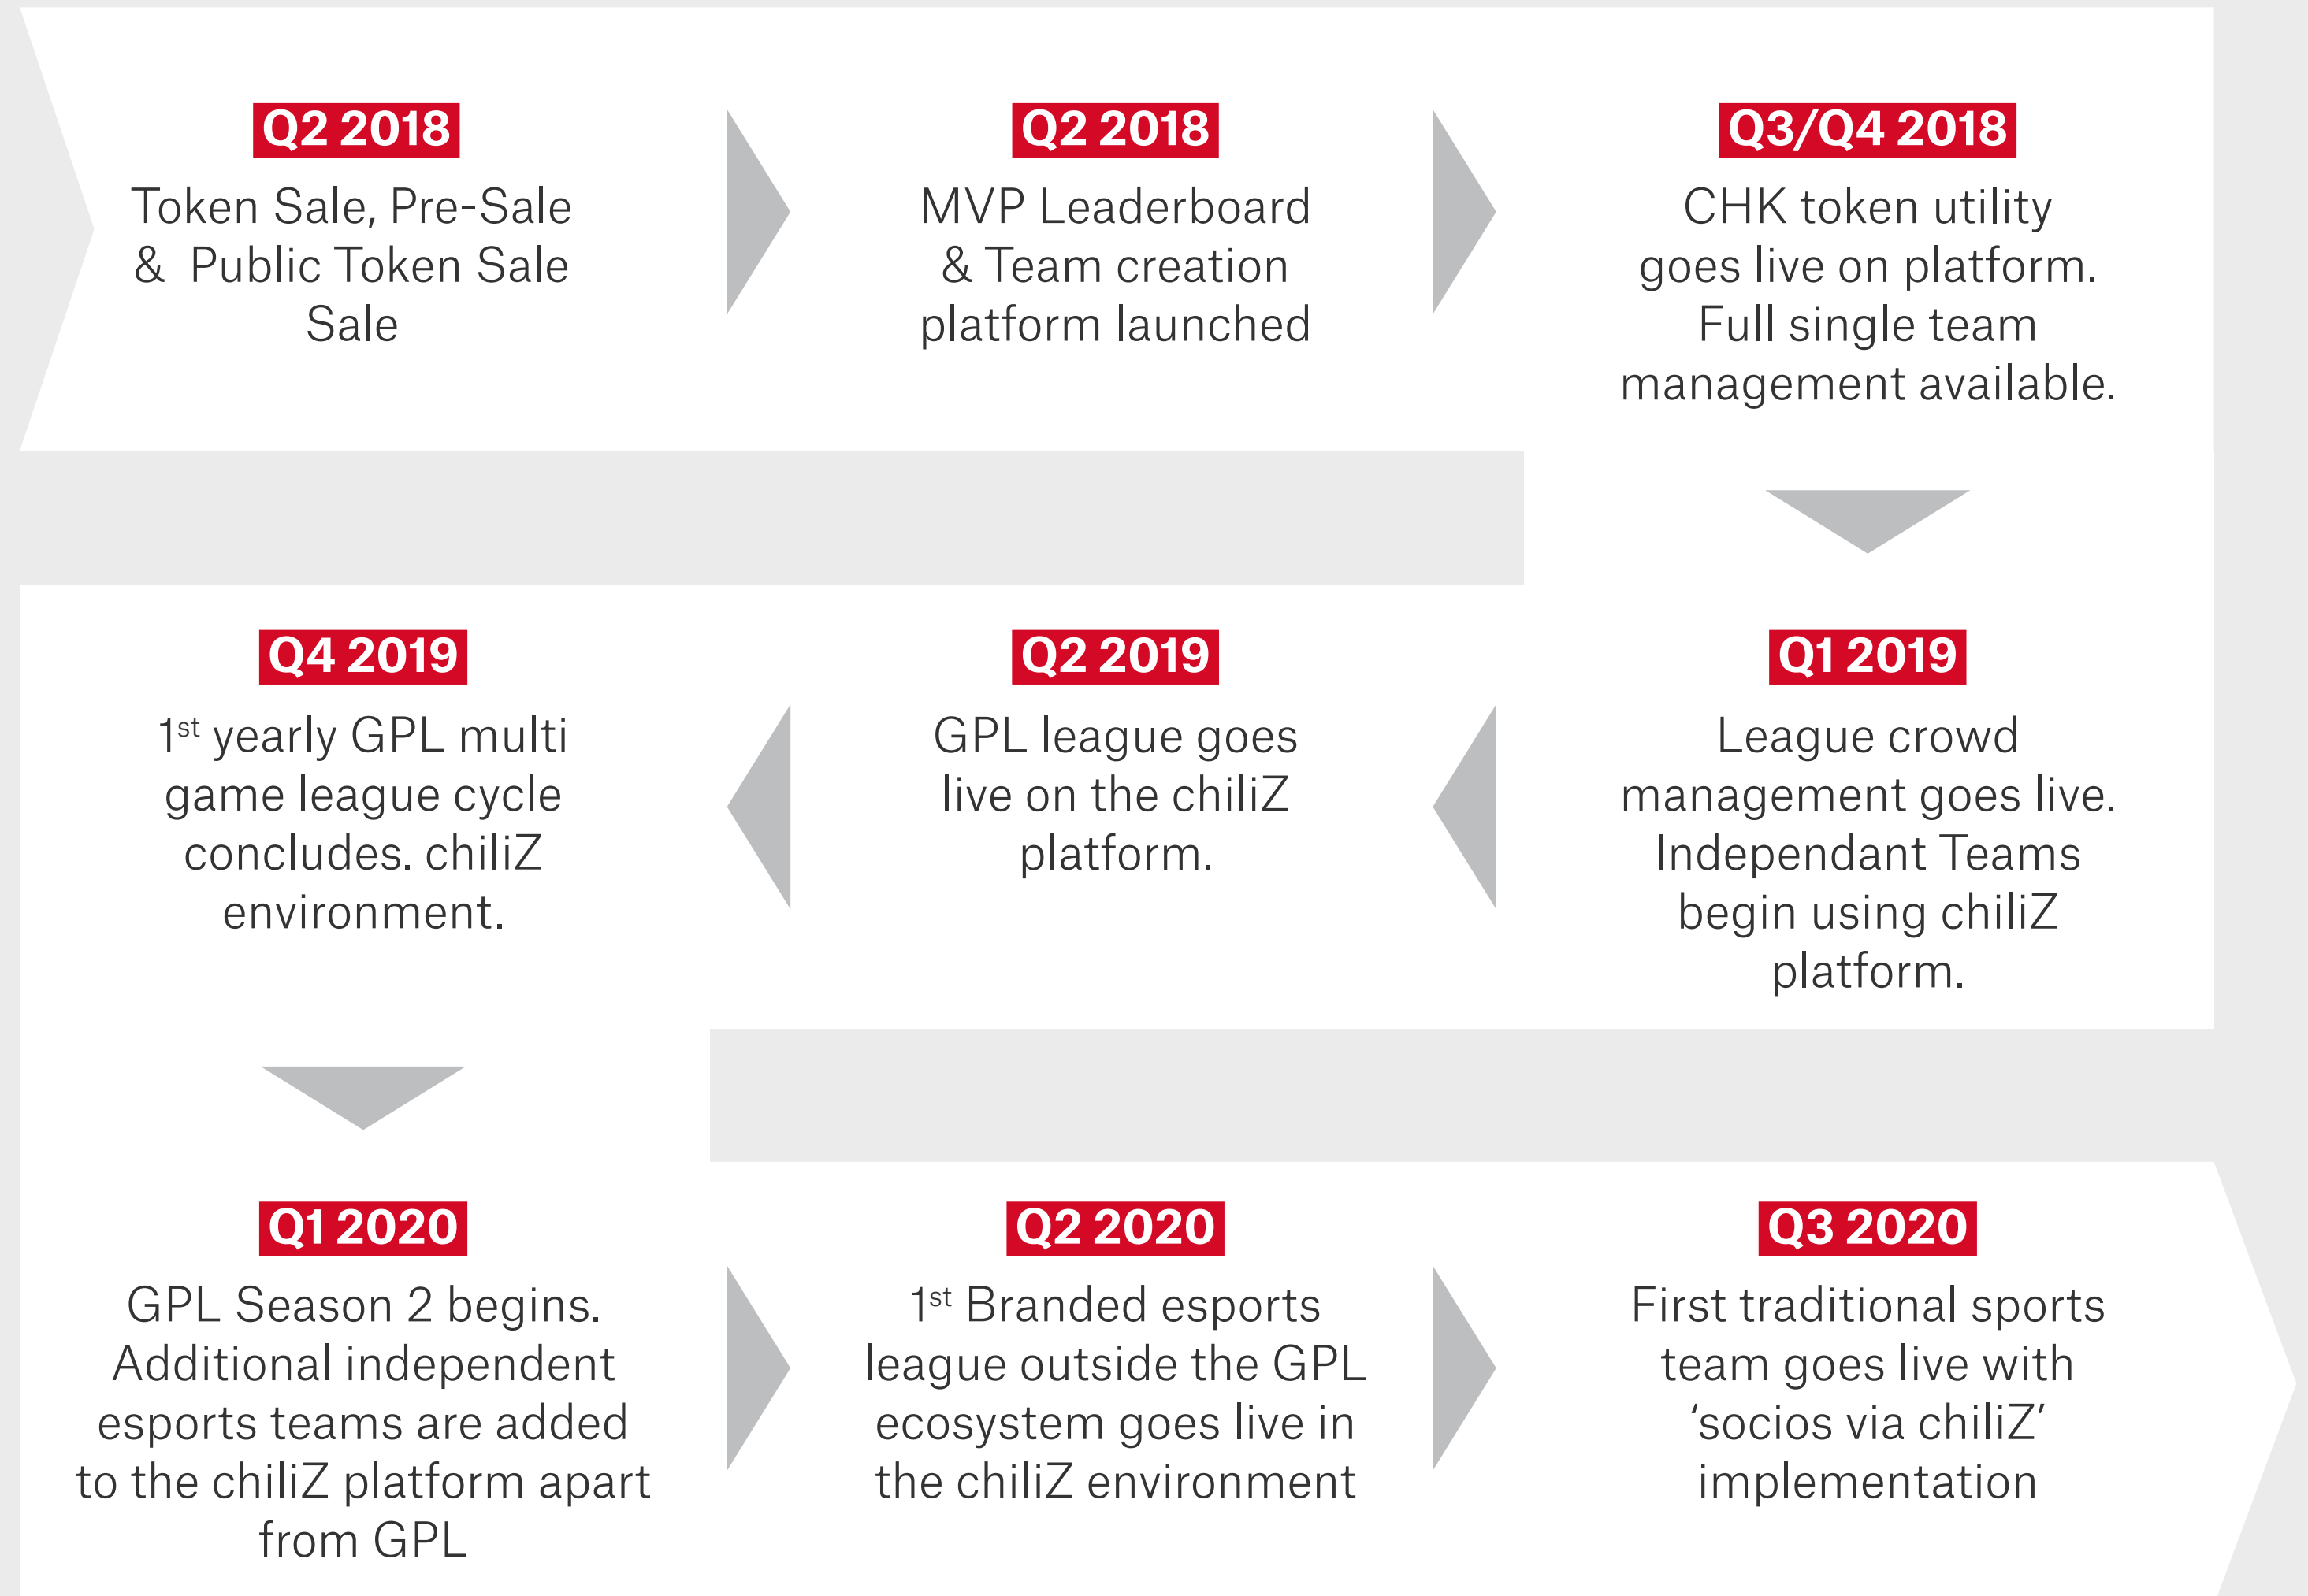 Q2 2018
Token Sale, Pre-Sale
& Public Token Sale
Sale
Q2 2018
MVP Leaderboard
& Team creation
platform launched
Q3/Q4 2018
CHK token utility
goes live on platform.
Full single team
management available.
Q1 2019
League crowd
management goes live.
Independant Teams
begin using chiliZ
platform.
Q2 2019
GPL league goes
live on the chiliZ
platform.
Q4 2019
1st yearly GPL multi
game league cycle
concludes. chiliZ
environment.
Q1 2020
GPL Season 2 begins.
Additional independent
esports teams are added
to the chiliZ platform apart
from GPL
Q2 2020
1st Branded esports
league outside the GPL
ecosystem goes live in
the chiliZ environment
Q3 2020
First traditional sports
team goes live with
‘socios via chiliZ’
implementation